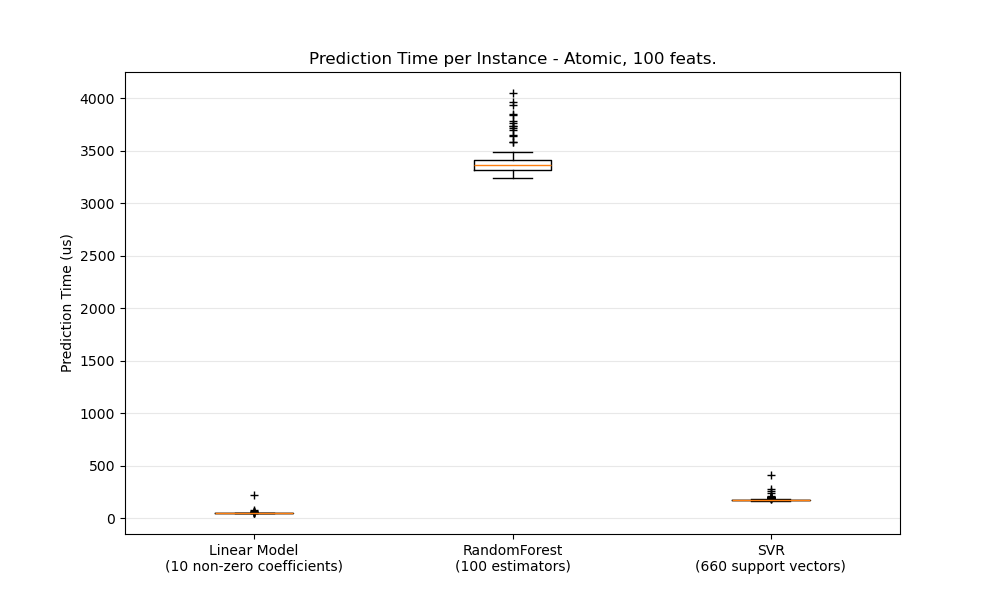 Prediction Time per Instance - Atomic, 100 feats.
Prediction Time (us)
4000
3500
3000
2500
2000
1500
1000
500
0
Linear Model
(10 non-zero coefficients)
RandomForest
(100 estimators)
SVR
(660 support vectors)